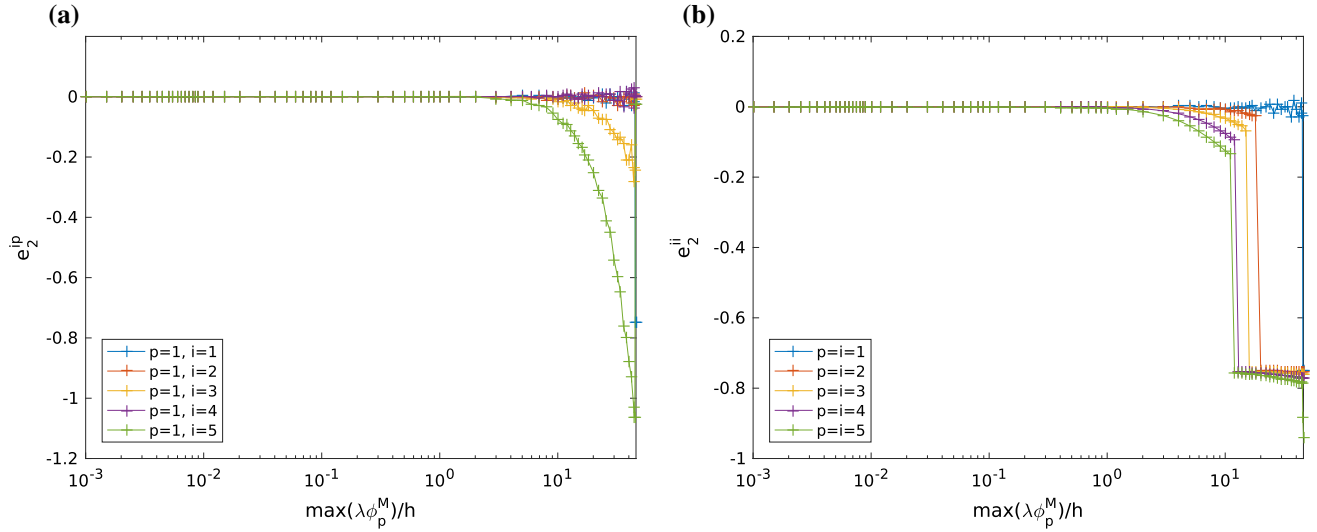 (a)
0
-0.2
-0.4
-0.6
-0.8
-1
-1.2
e₂ⁱᵖ
p=1, i=1
p=1, i=2
p=1, i=3
p=1, i=4
p=1, i=5
10⁻³ 10⁻² 10⁻¹ 10⁰ 10¹
max(λϕₚᴹ)/h
(b)
0.2
0
-0.2
-0.4
-0.6
-0.8
-1
e₂ⁱⁱ
p=i=1
p=i=2
p=i=3
p=i=4
p=i=5
10⁻³ 10⁻² 10⁻¹ 10⁰ 10¹
max(λϕₚᴹ)/h